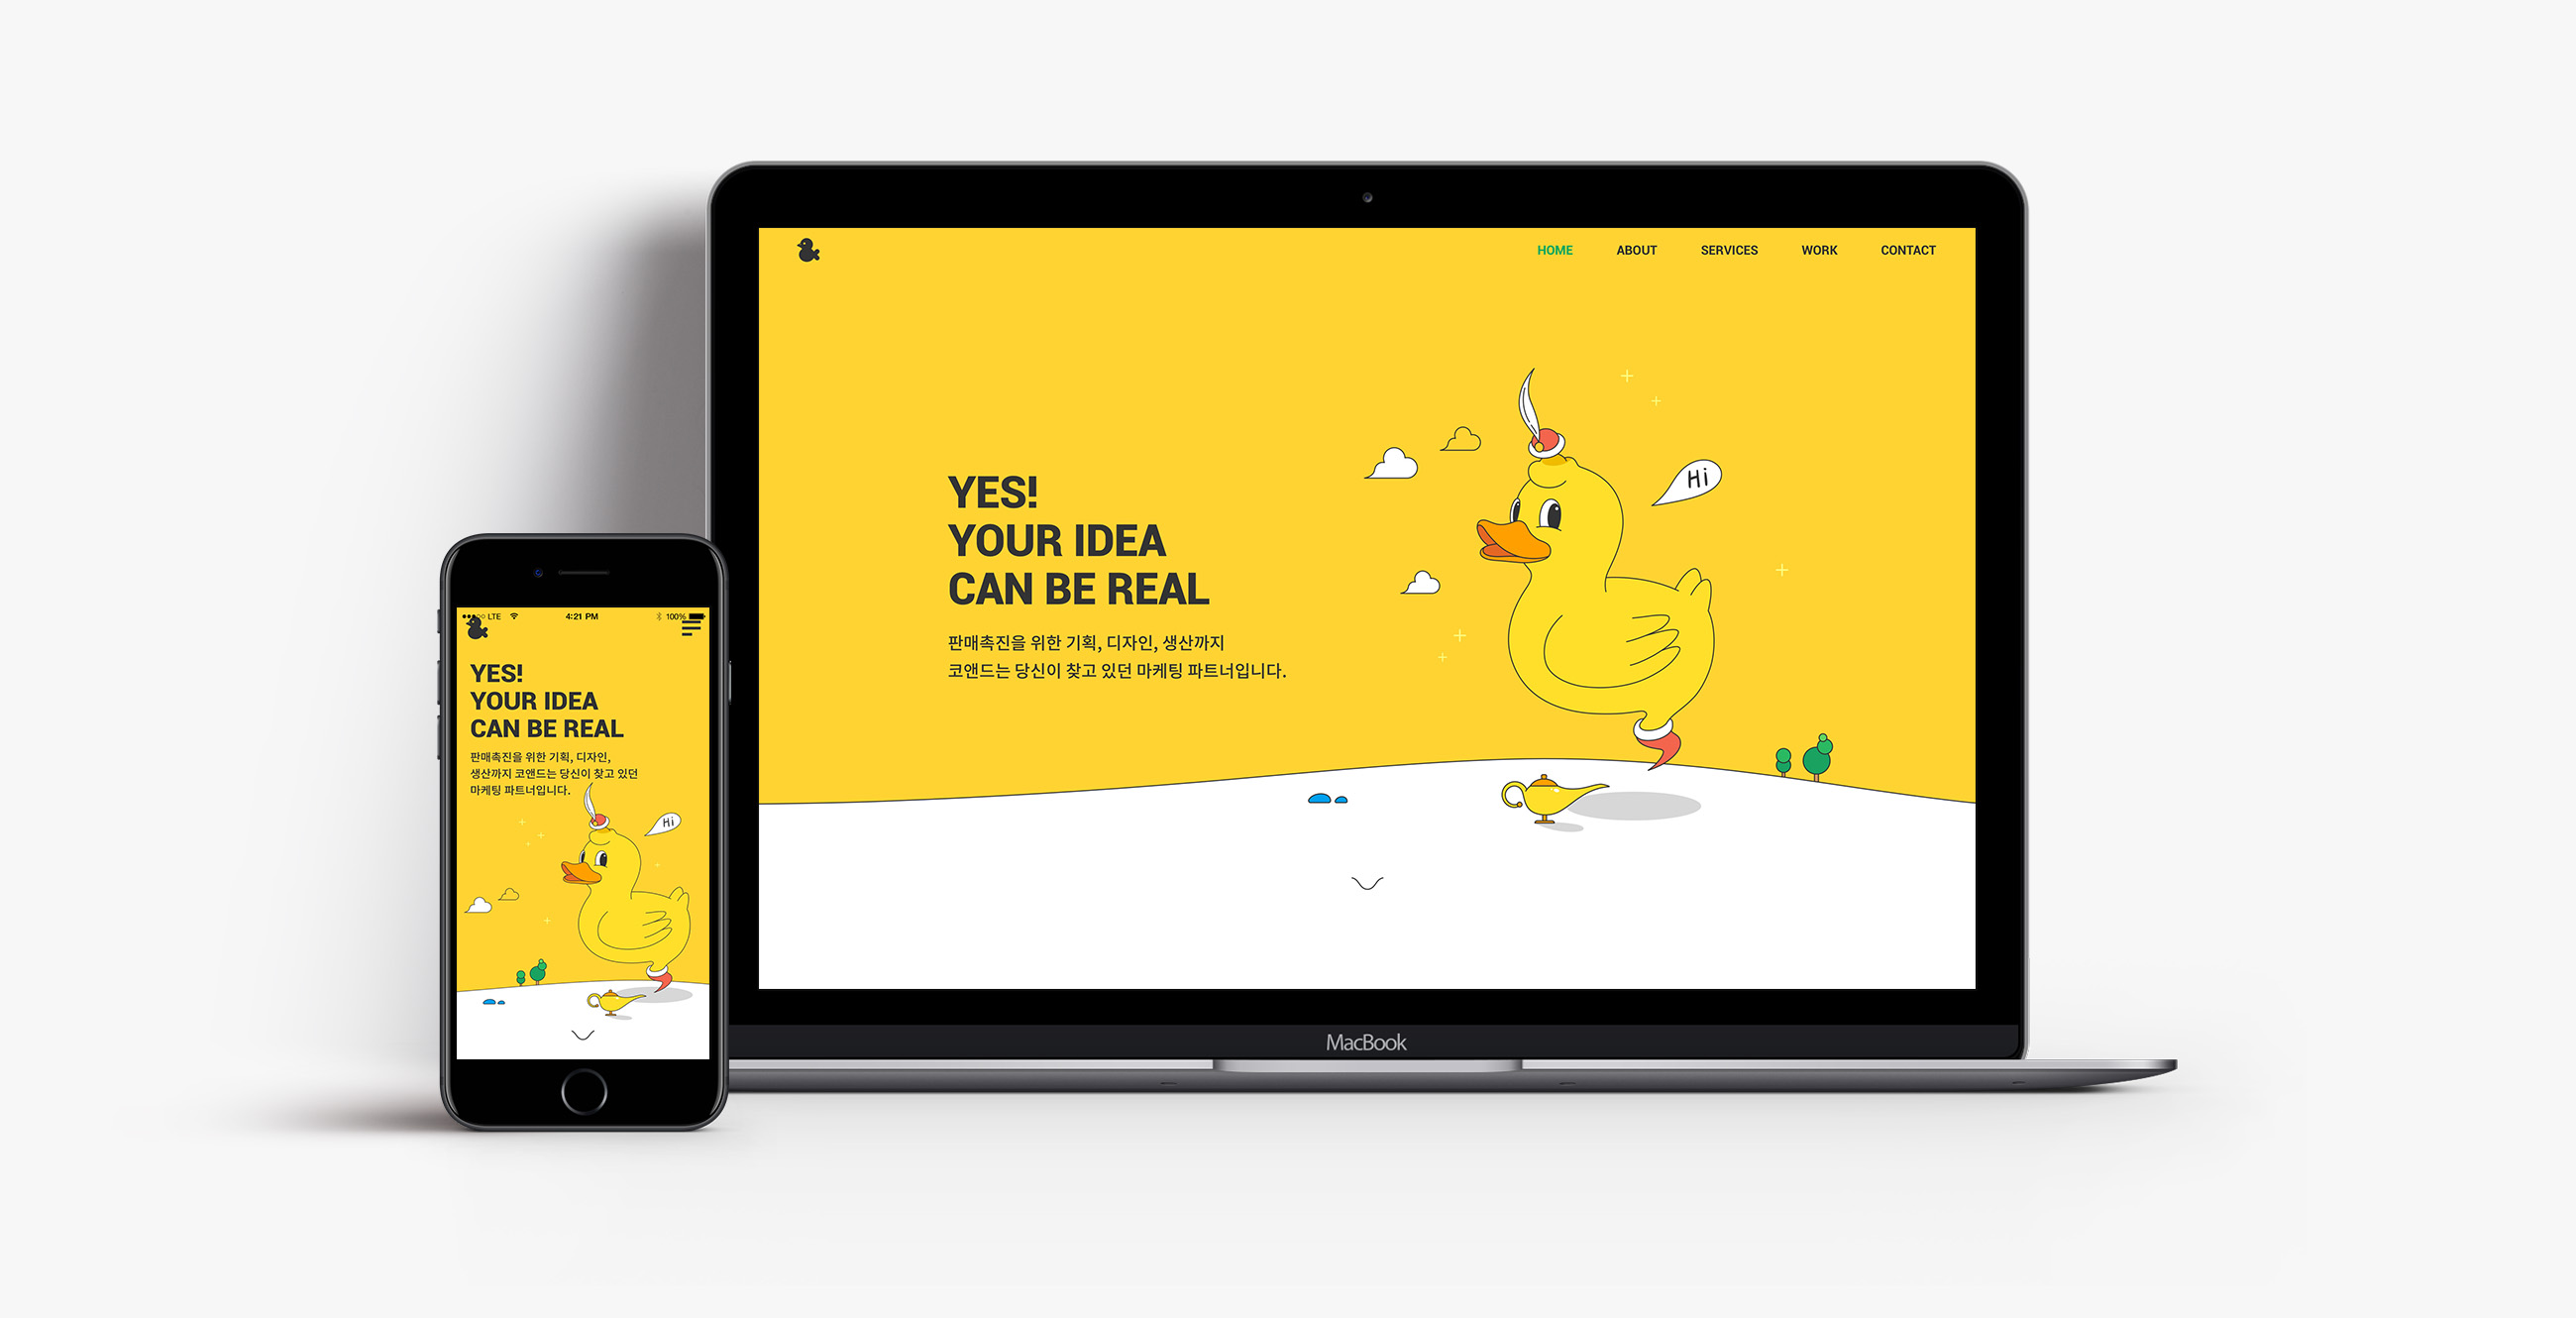 HOME ABOUT SERVICES WORK CONTACT
YES!
YOUR IDEA
CAN BE REAL
판매촉진을 위한 기획, 디자인, 생산까지
코앤드는 당신이 찾고 있던 마케팅 파트너입니다.
Hi
MacBook
LTE 4:21 PM 100%
YES!
YOUR IDEA
CAN BE REAL
판매촉진을 위한 기획, 디자인,
생산까지 코앤드는 당신이 찾고 있던
마케팅 파트너입니다.
Hi